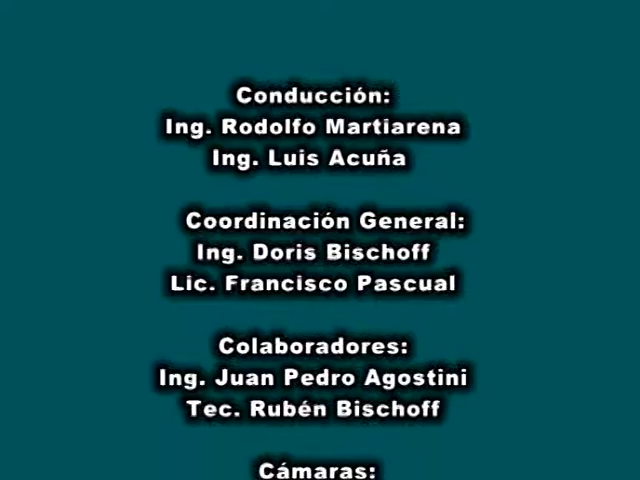 Conducción:
Ing. Rodolfo Martiarena
Ing. Luis Acuña
Coordinación General:
Ing. Doris Bischoff
Lic. Francisco Pascual
Colaboradores:
Ing. Juan Pedro Agostini
Tec. Rubén Bischoff
Cámaras: